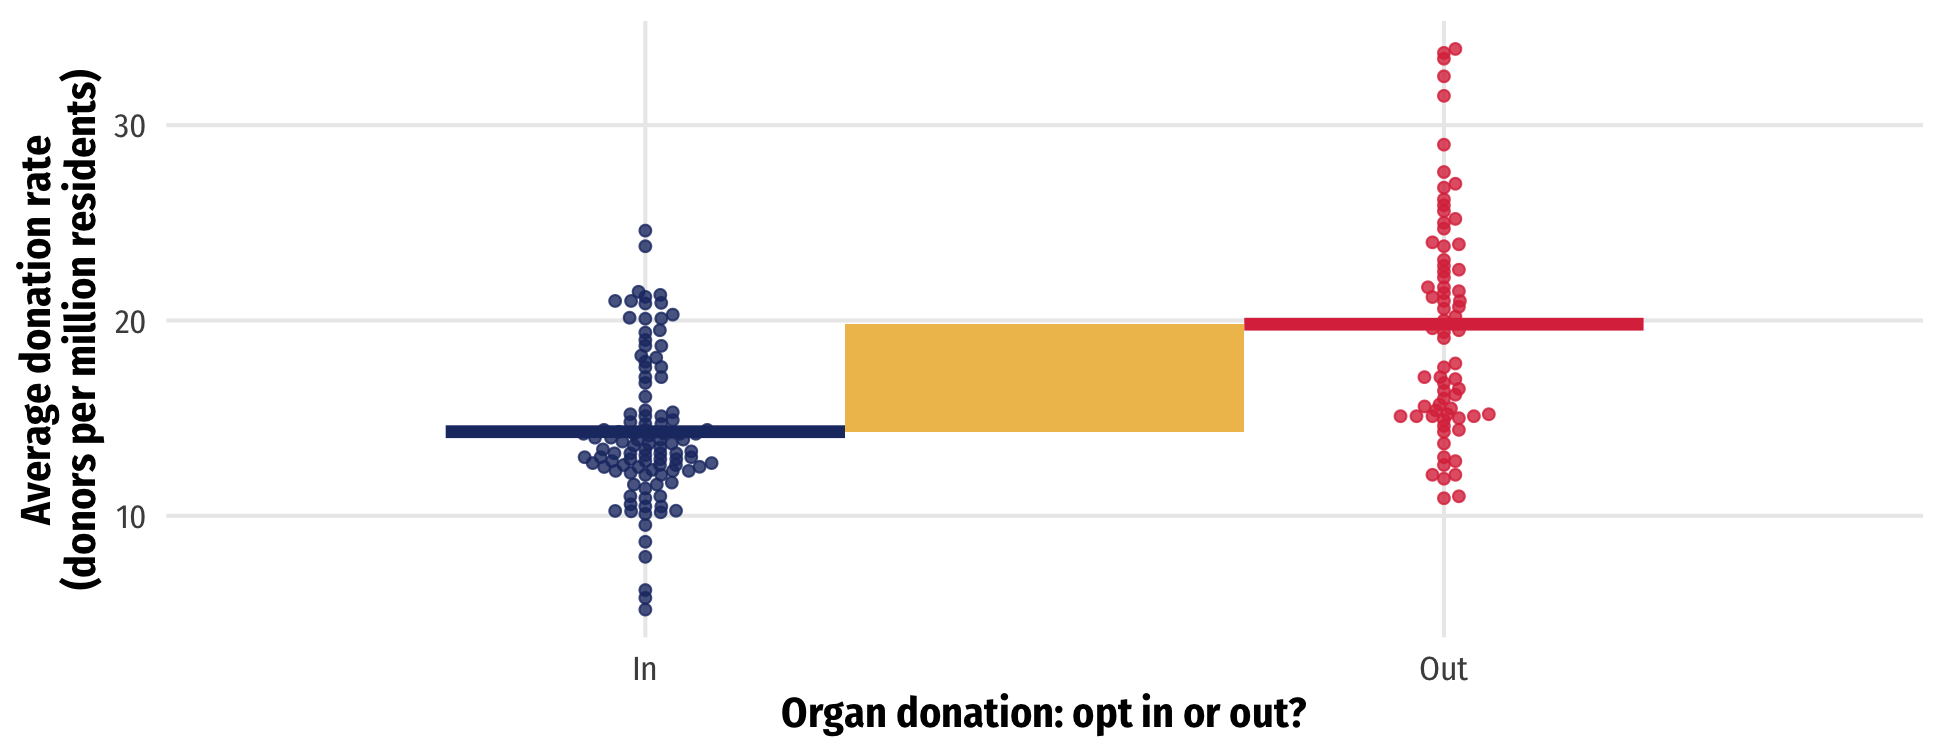 Average donation rate
(donors per million residents)
30
20
10
In
Out
Organ donation: opt in or out?